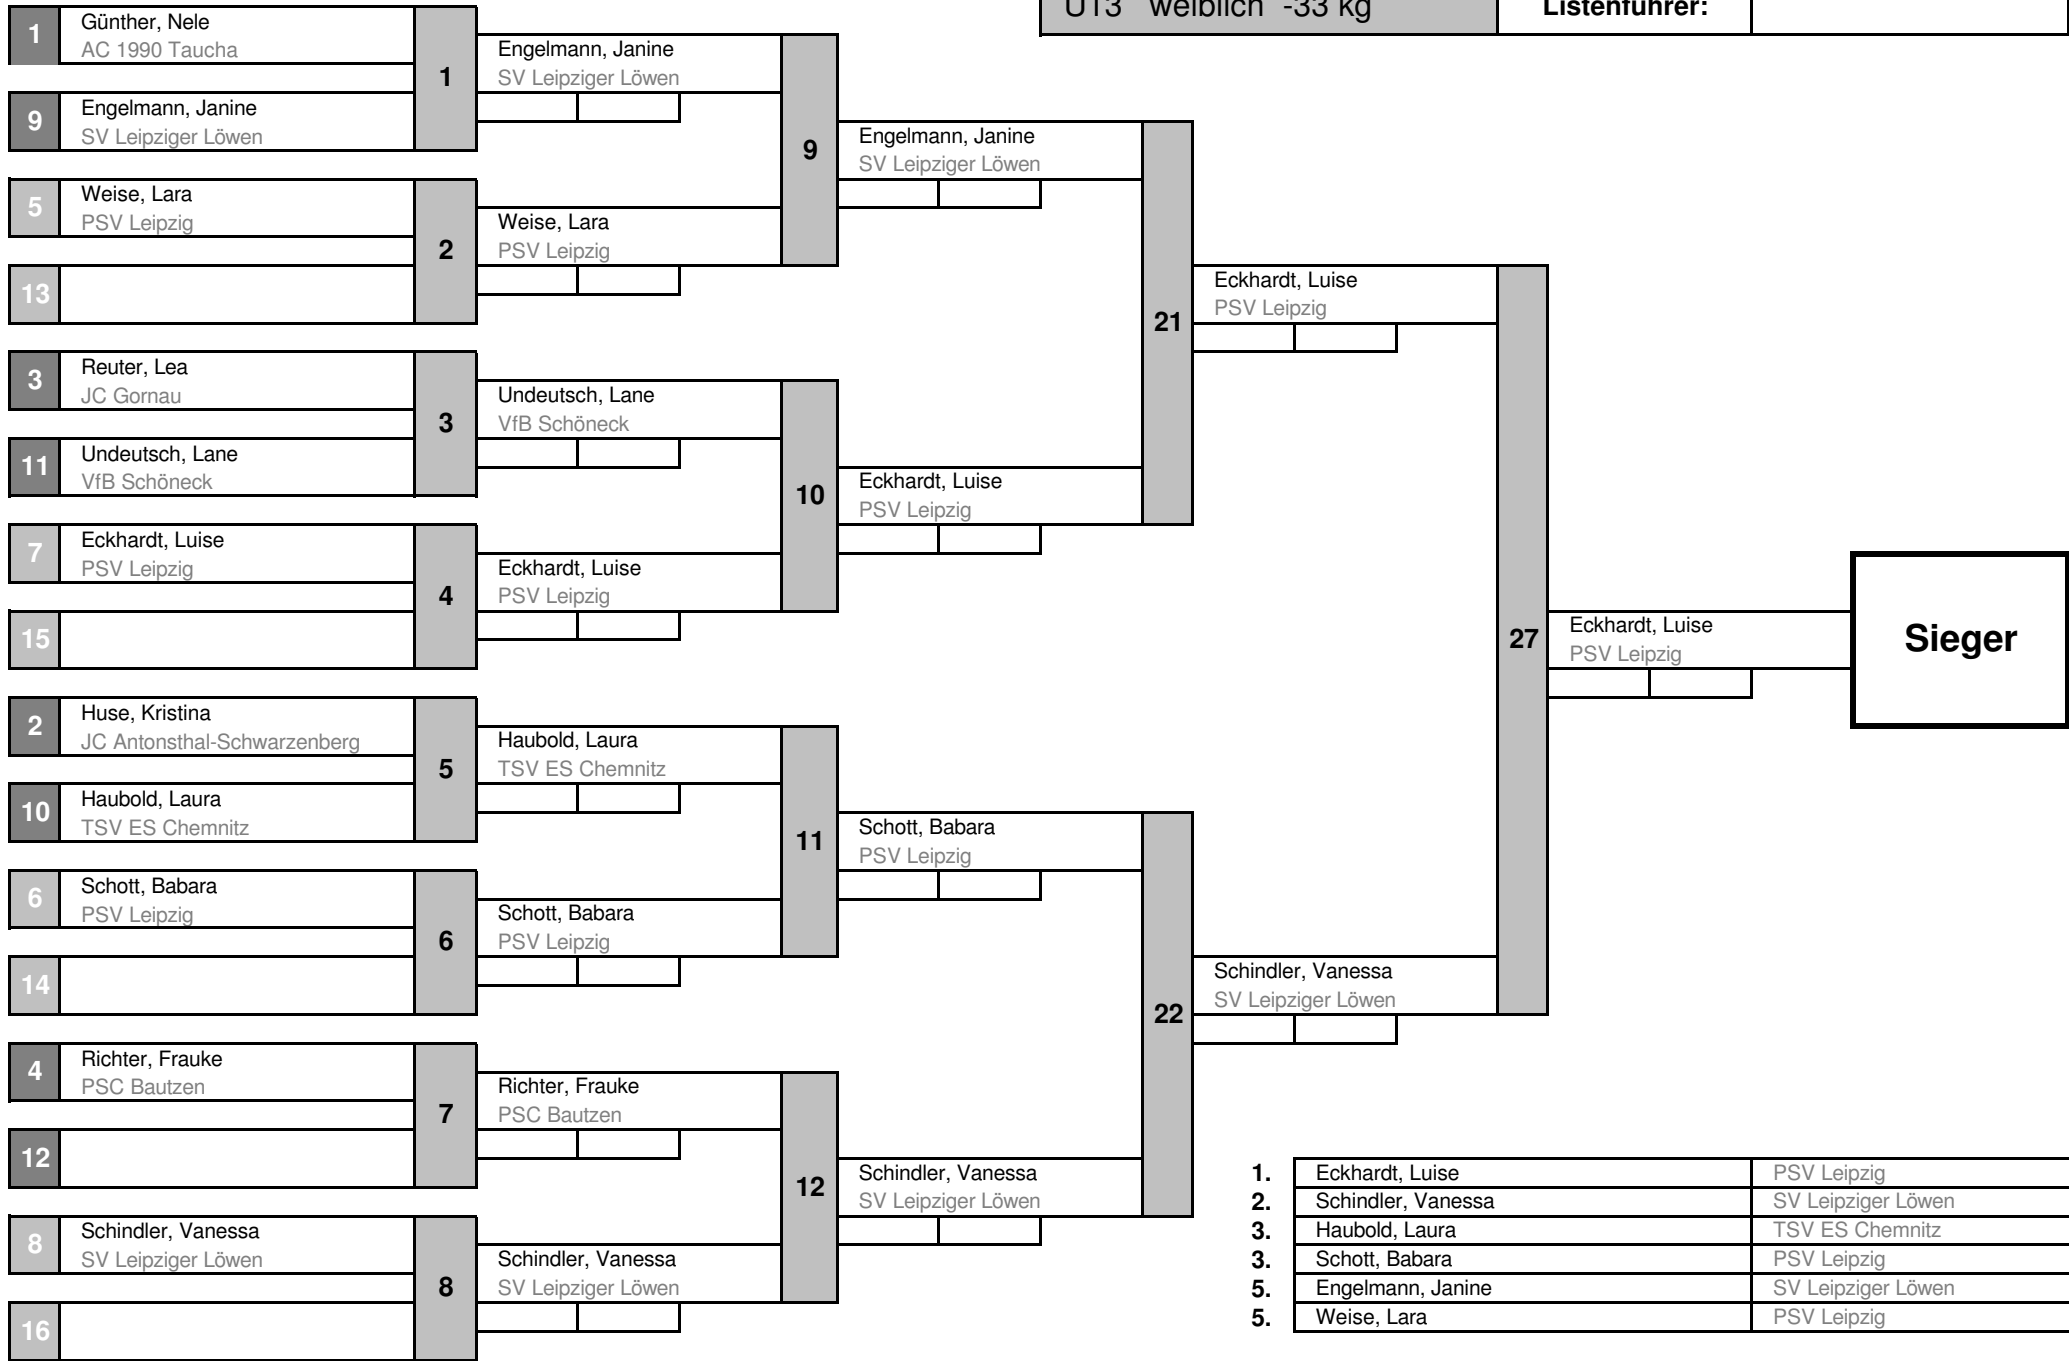 U13 weiblich -33 kg
Listenführer:
1
Günther, Nele
AC 1990 Taucha
9
Engelmann, Janine
SV Leipziger Löwen
5
Weise, Lara
PSV Leipzig
13
3
Reuter, Lea
JC Gornau
11
Undeutsch, Lane
VfB Schöneck
7
Eckhardt, Luise
PSV Leipzig
15
2
Huse, Kristina
JC Antonsthal-Schwarzenberg
10
Haubold, Laura
TSV ES Chemnitz
6
Schott, Babara
PSV Leipzig
14
4
Richter, Frauke
PSC Bautzen
12
8
Schindler, Vanessa
SV Leipziger Löwen
16
1
2
3
4
5
6
7
8
Engelmann, Janine
SV Leipziger Löwen
Weise, Lara
PSV Leipzig
Undeutsch, Lane
VfB Schöneck
Eckhardt, Luise
PSV Leipzig
Haubold, Laura
TSV ES Chemnitz
Schott, Babara
PSV Leipzig
Richter, Frauke
PSC Bautzen
Schindler, Vanessa
SV Leipziger Löwen
9
10
11
12
Engelmann, Janine
SV Leipziger Löwen
Eckhardt, Luise
PSV Leipzig
Schott, Babara
PSV Leipzig
Schindler, Vanessa
SV Leipziger Löwen
21
22
Eckhardt, Luise
PSV Leipzig
Schindler, Vanessa
SV Leipziger Löwen
27
Eckhardt, Luise
PSV Leipzig
Sieger
1. Eckhardt, Luise PSV Leipzig
2. Schindler, Vanessa SV Leipziger Löwen
3. Haubold, Laura TSV ES Chemnitz
3. Schott, Babara PSV Leipzig
5. Engelmann, Janine SV Leipziger Löwen
5. Weise, Lara PSV Leipzig